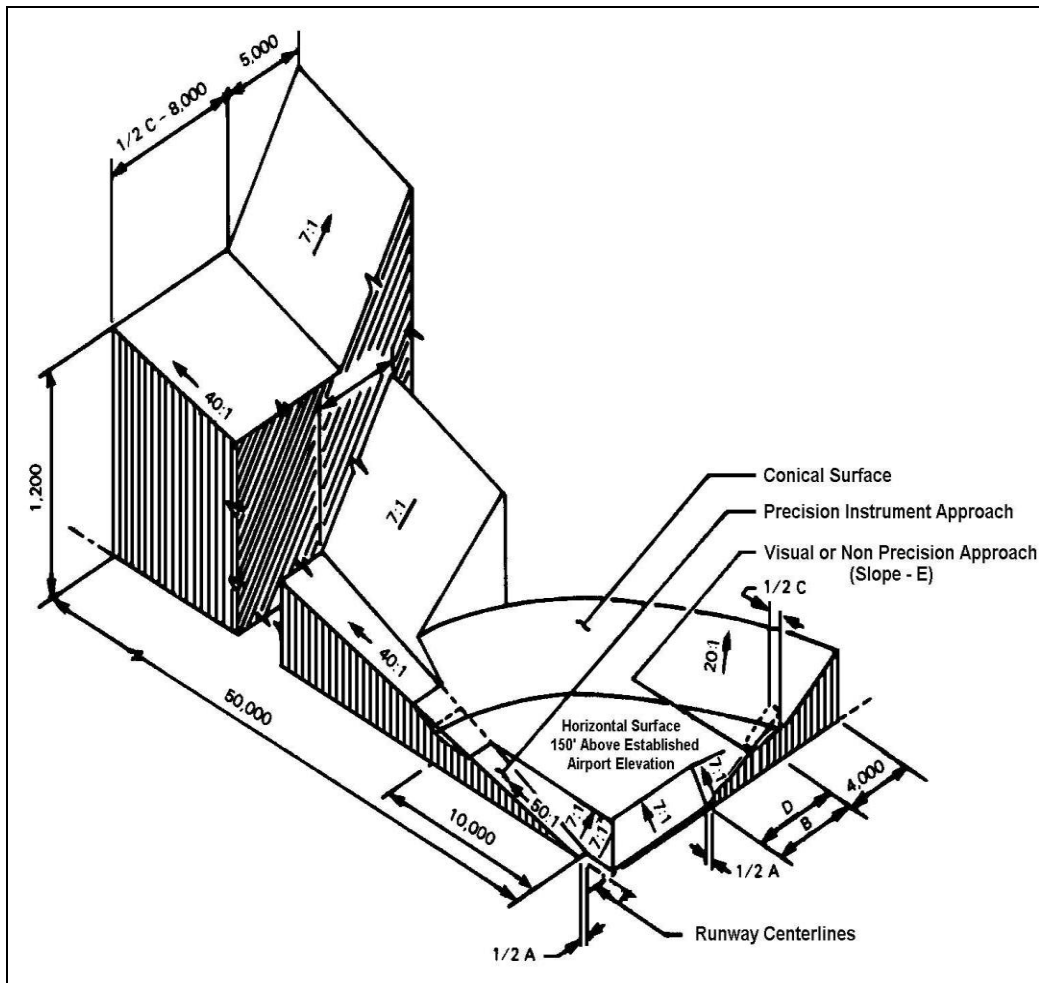 5,000
1/2 C - 8,000
7:1
40:1
1,200
7:1
Conical Surface
Precision Instrument Approach
Visual or Non Precision Approach
(Slope - E)
1/2 C
20:1
40:1
50,000
Horizontal Surface
150' Above Established
Airport Elevation
7:1
4,000
D
B
50:1
7:1
7:1
7:1
10,000
1/2 A
Runway Centerlines
1/2 A